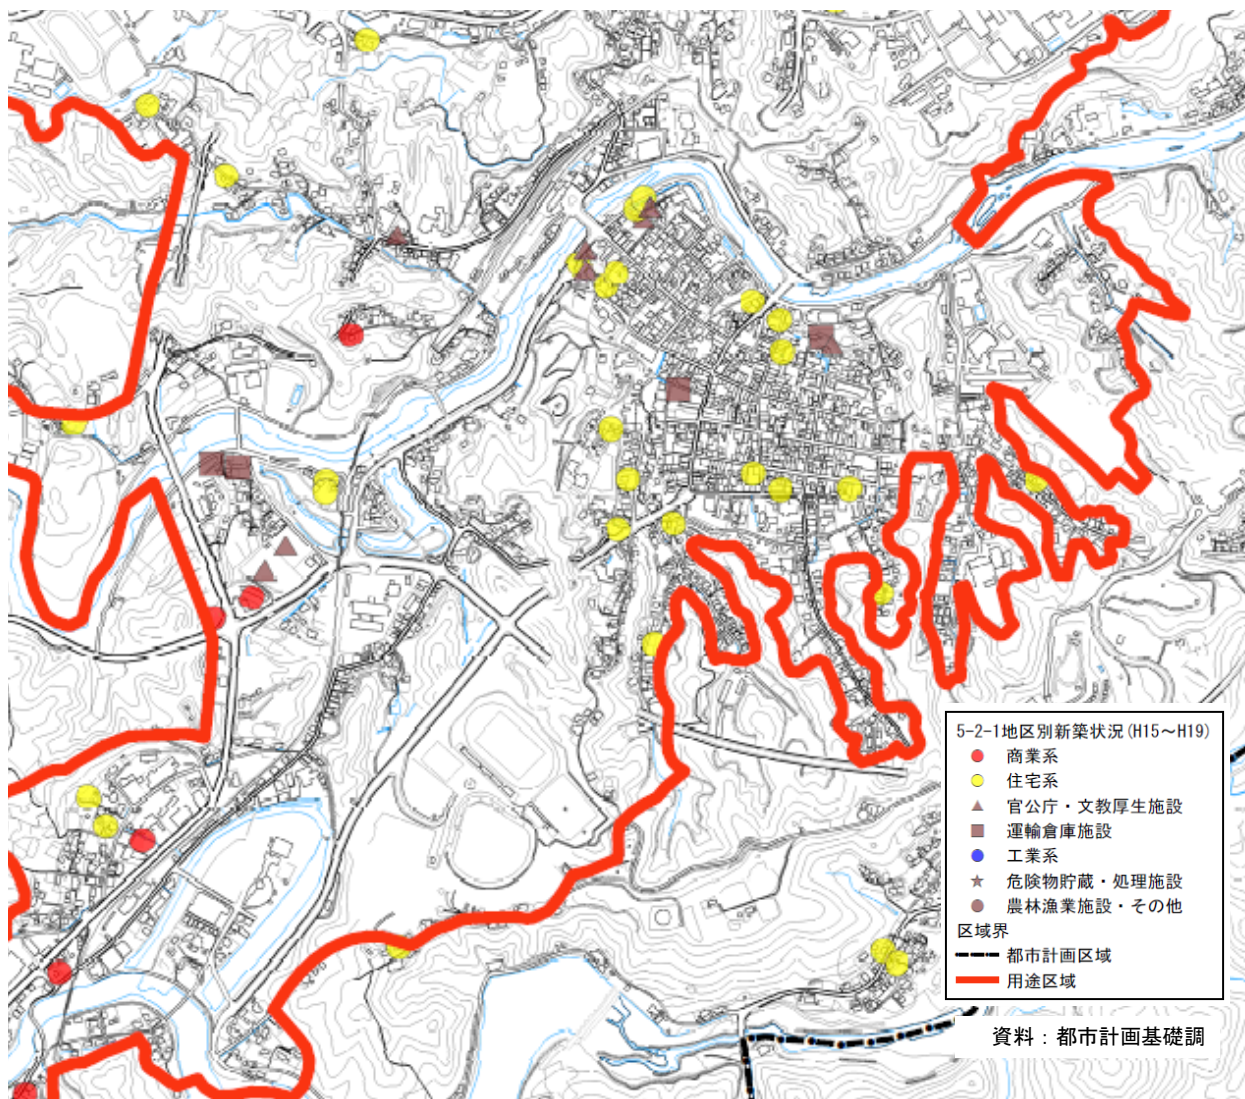 5-2-1地区別新築状況(H15～H19)
商業系
住宅系
官公庁・文教厚生施設
運輸倉庫施設
工業系
危険物貯蔵・処理施設
農林漁業施設・その他
区域界
都市計画区域
用途区域
資料：都市計画基礎調